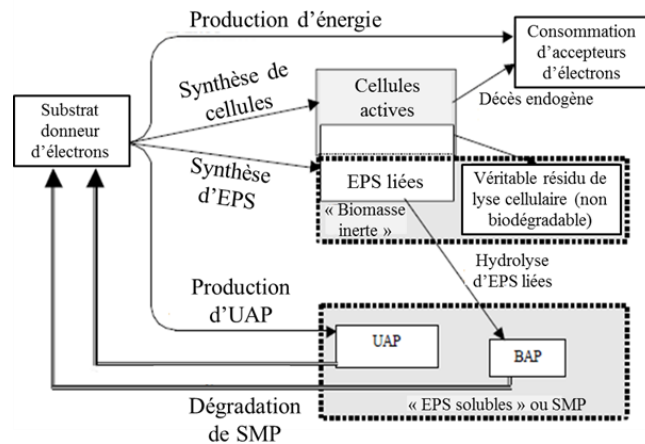 Production d'énergie
Consommation
d'accepteurs
d'électrons
Synthèse de
cellules
Cellules
actives
Décès endogène
Substrat
donneur
d'électrons
Synthèse
d'EPS
EPS liées
« Biomasse
inerte »
Véritable résidu de
lyse cellulaire (non
biodégradable)
Hydrolyse
d'EPS liées
Production
d'UAP
UAP
BAP
Dégradation
de SMP
« EPS solubles » ou SMP